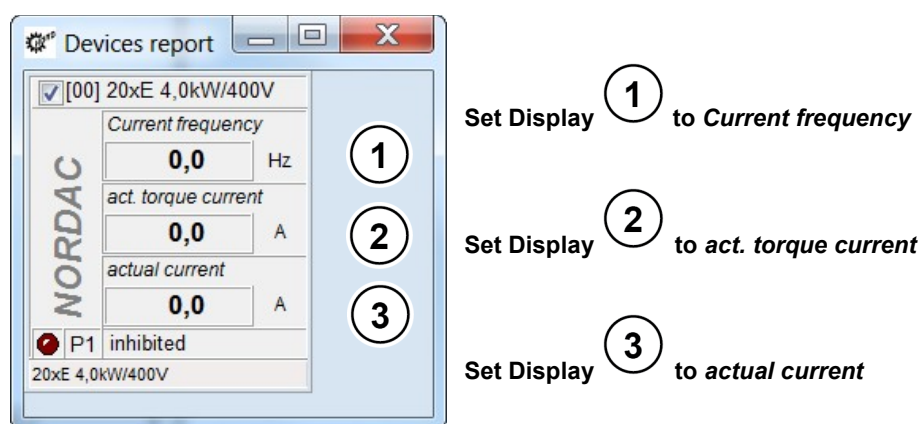 Devices report
[00] 20xE 4,0kW/400V
NORDAC
Current frequency
0,0 Hz
1
act. torque current
0,0 A
2
actual current
0,0 A
3
P1 inhibited
20xE 4,0kW/400V
Set Display 1 to Current frequency
Set Display 2 to act. torque current
Set Display 3 to actual current